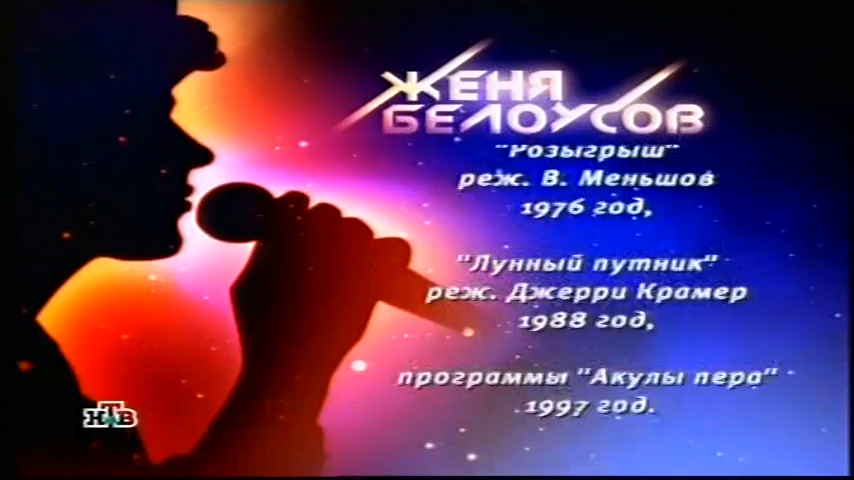 ЖЕНЯ
БЕЛОУСОВ
"Розыгрыш"
реж. В. Меньшов
1976 год,
"Лунный путник"
реж. Джерри Крамер
1988 год,
программы "Акулы пера"
1997 год.
НТВ